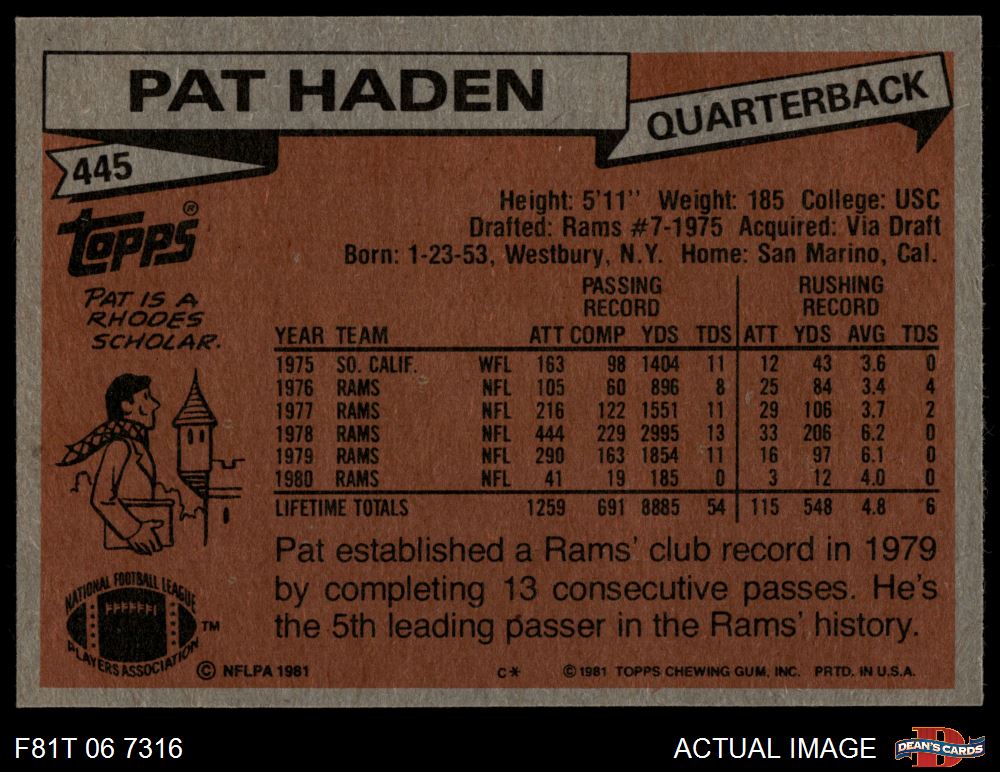 PAT HADEN
QUARTERBACK
445
TOPPS®
Height: 5'11'' Weight: 185 College: USC
Drafted: Rams #7-1975 Acquired: Via Draft
Born: 1-23-53, Westbury, N.Y. Home: San Marino, Cal.
PAT IS A
RHODES
SCHOLAR.
PASSING RUSHING
RECORD RECORD
YEAR TEAM ATT COMP YDS TDS ATT YDS AVG TDS
1975 SO. CALIF. WFL 163 98 1404 11 12 43 3.6 0
1976 RAMS NFL 105 60 896 8 25 84 3.4 4
1977 RAMS NFL 216 122 1551 11 29 106 3.7 2
1978 RAMS NFL 444 229 2995 13 33 206 6.2 0
1979 RAMS NFL 290 163 1854 11 16 97 6.1 0
1980 RAMS NFL 41 19 185 0 3 12 4.0 0
LIFETIME TOTALS 1259 691 8885 54 115 548 4.8 6
Pat established a Rams' club record in 1979
by completing 13 consecutive passes. He's
the 5th leading passer in the Rams' history.
NATIONAL FOOTBALL LEAGUE
PLAYERS ASSOCIATION
TM
© NFLPA 1981 C* © 1981 TOPPS CHEWING GUM, INC. PRTD. IN U.S.A.
F81T 06 7316
ACTUAL IMAGE
D
DEAN'S CARDS